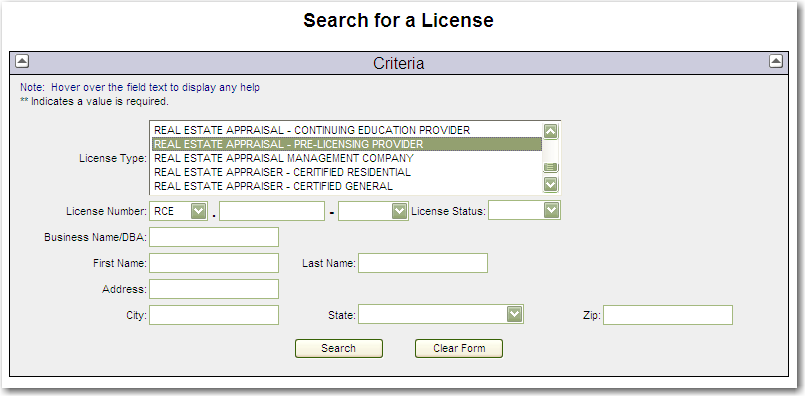 Search for a License
Criteria
Note: Hover over the field text to display any help
** Indicates a value is required.
License Type:
REAL ESTATE APPRAISAL - CONTINUING EDUCATION PROVIDER
REAL ESTATE APPRAISAL - PRE-LICENSING PROVIDER
REAL ESTATE APPRAISAL MANAGEMENT COMPANY
REAL ESTATE APPRAISER - CERITIFIED RESIDENTIAL
REAL ESTATE APPRAISER - CERTIFIED GENERAL
License Number: RCE . - License Status:
Business Name/DBA:
First Name: Last Name:
Address:
City: State: Zip:
Search Clear Form